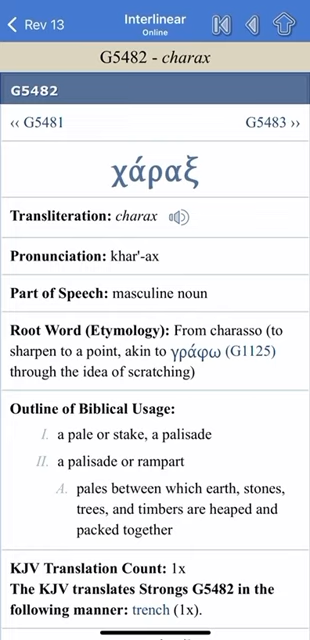 Rev 13
Interlinear
Online
G5482 - charax
G5482
‹‹ G5481
G5483 ››
χάραξ
Transliteration: charax
Pronunciation: khar'-ax
Part of Speech: masculine noun
Root Word (Etymology): From charasso (to
sharpen to a point, akin to γράφω (G1125)
through the idea of scratching)
Outline of Biblical Usage:
I. a pale or stake, a palisade
II. a palisade or rampart
A. pales between which earth, stones,
trees, and timbers are heaped and
packed together
KJV Translation Count: 1x
The KJV translates Strongs G5482 in the
following manner: trench (1x).